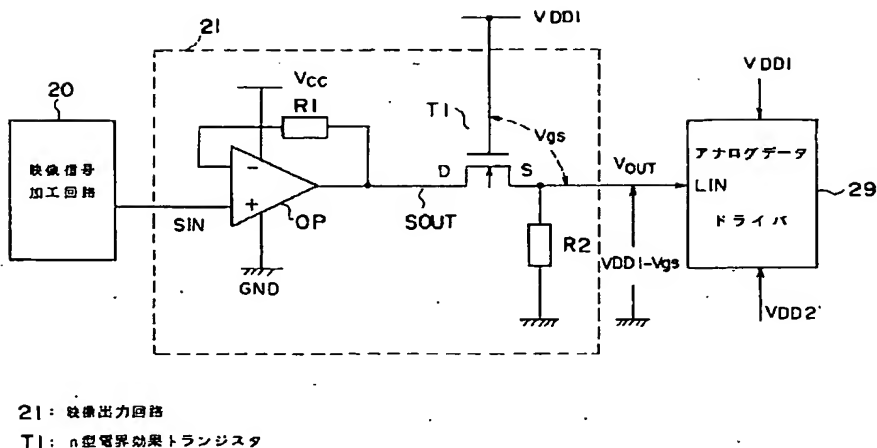 21
VDD1
20
VCC
R1
T1
Vgs
VDD1
映像信号
加工回路
−
+
OP
SIN
SOUT
D
S
VOUT
アナログデータ
LIN
ドライバ
29
R2
VDD1-Vgs
GND
VDD2
21: 映像出力回路
T1: n型電界効果トランジスタ